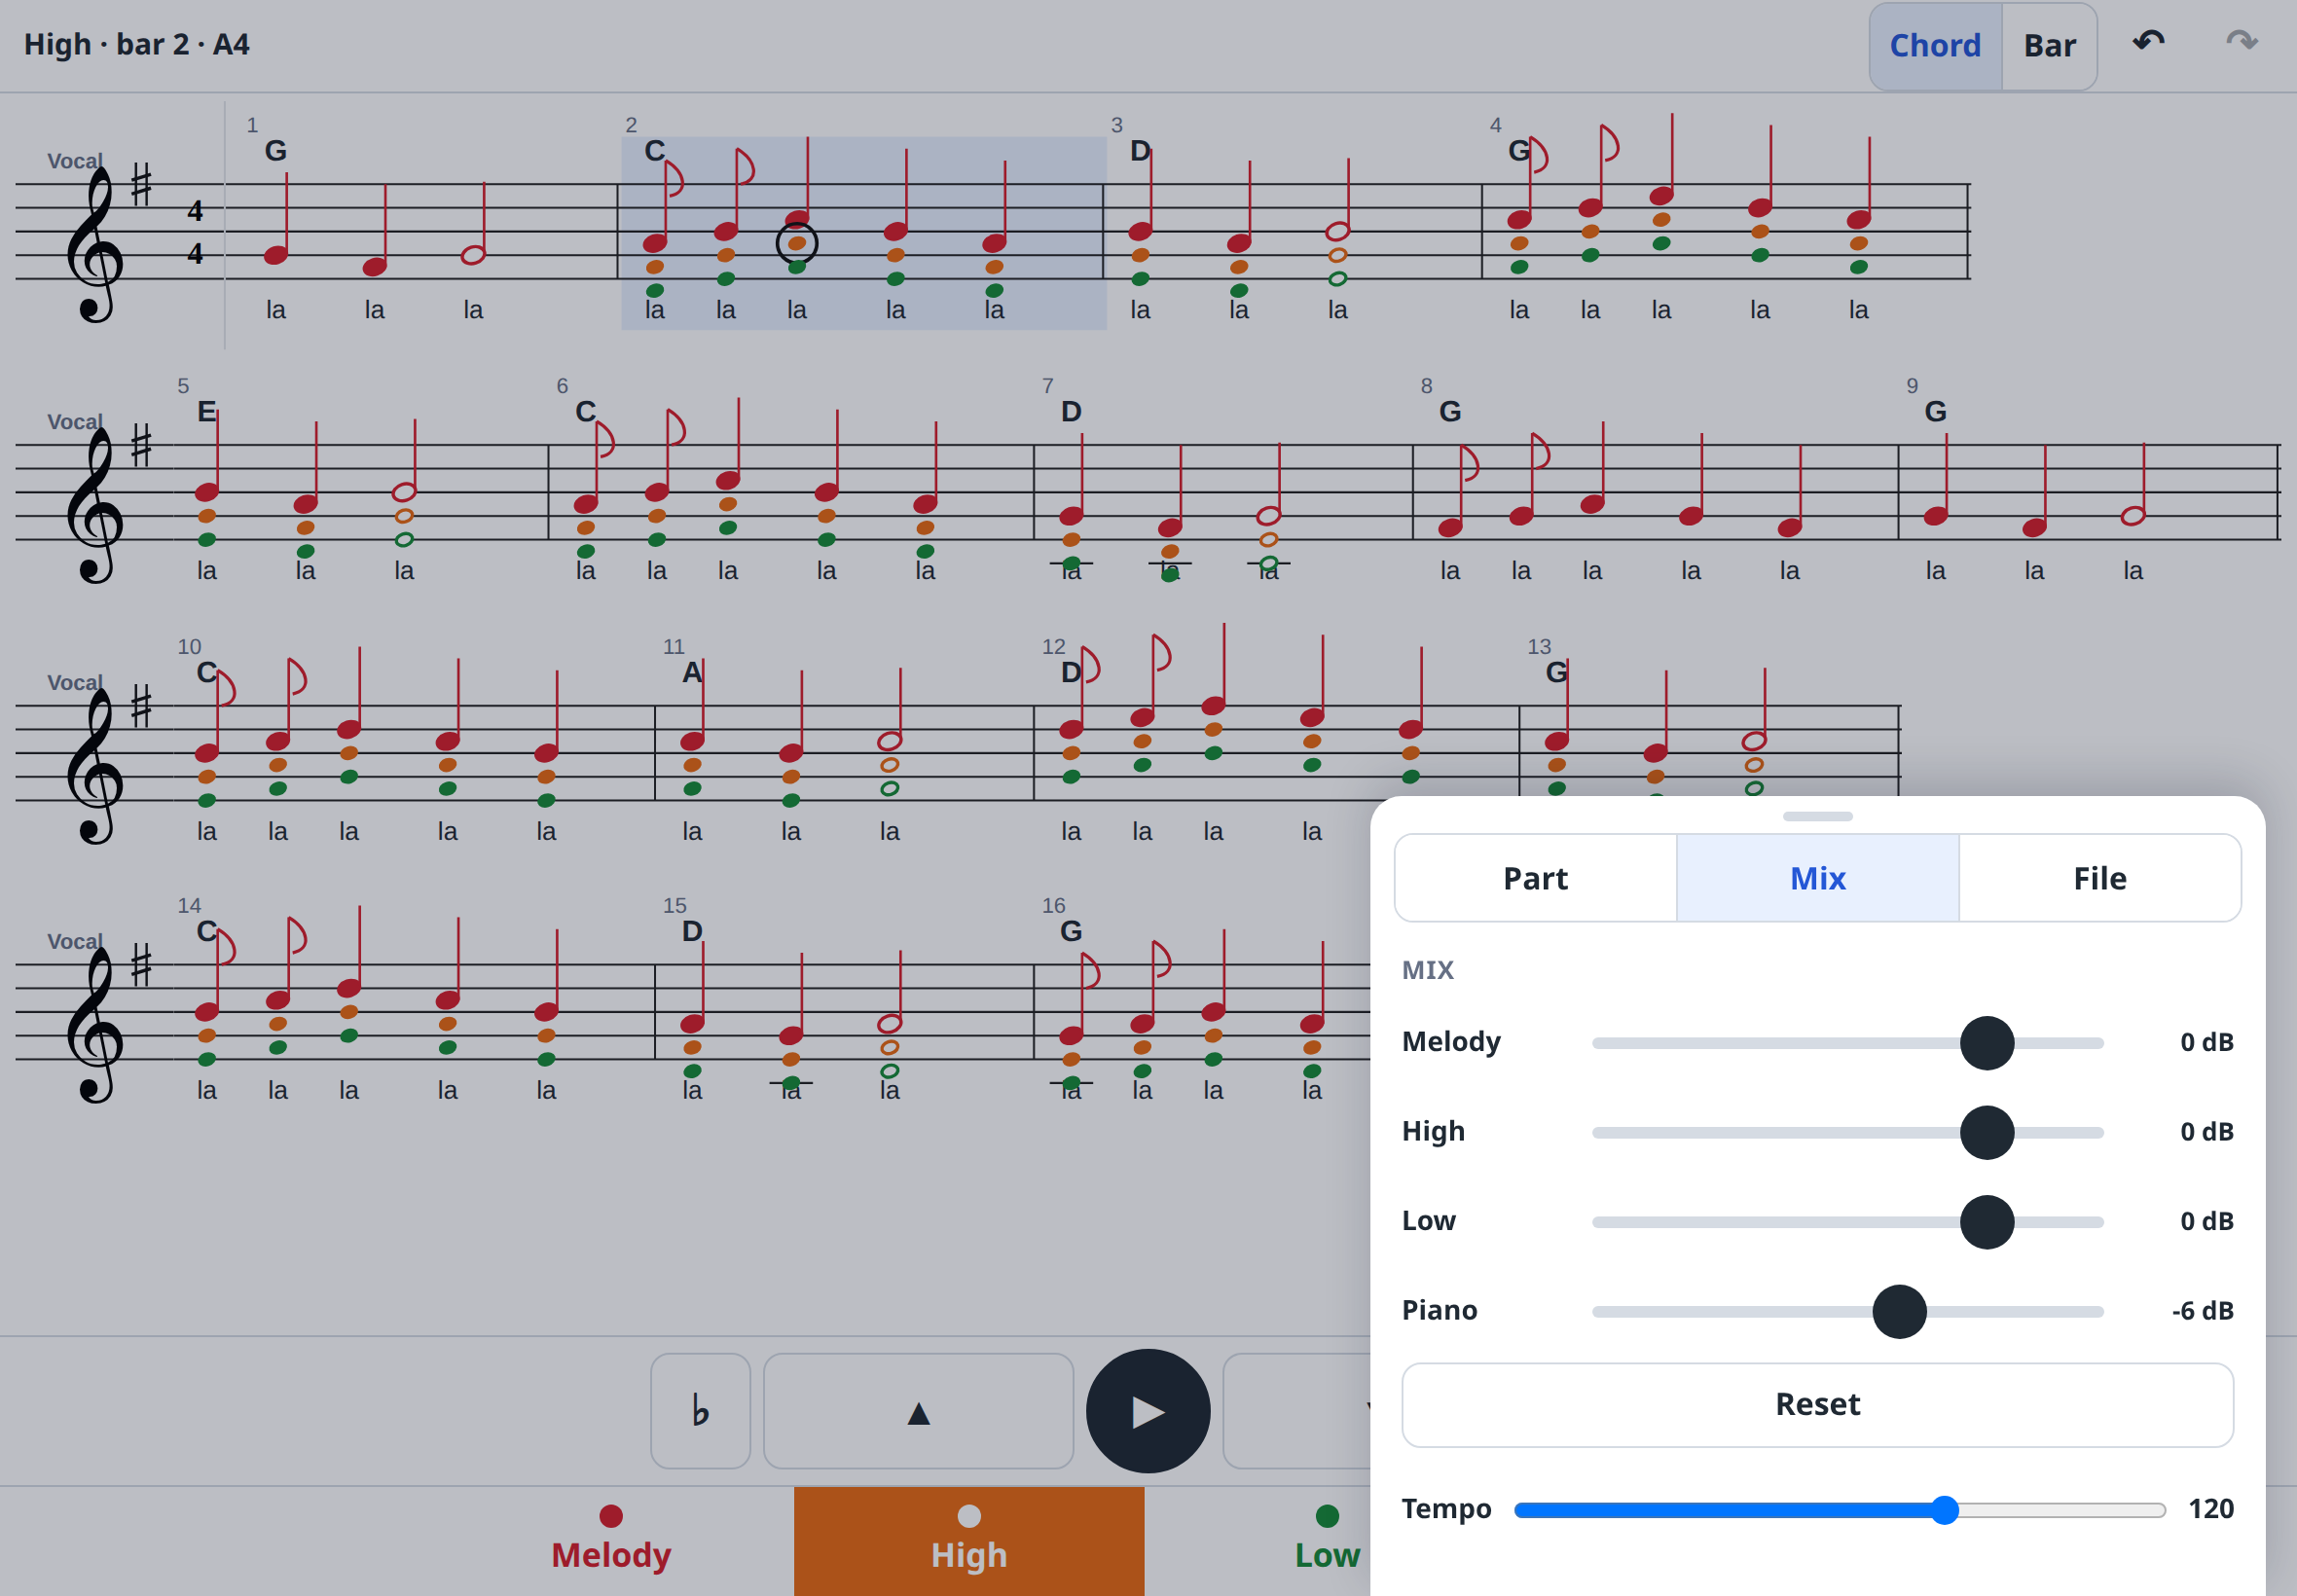 High · bar 2 · A4
Chord Bar
1 2 3 4
G C D G
Vocal
4
4
la la la la la la la la la la la la la la la la
5 6 7 8 9
E C D G G
Vocal
la la la la la la la la la la la la la la la la la la la
10 11 12 13
C A D G
Vocal
la la la la la la la la la la la la
14 15 16
C D G
Vocal
la la la la la la la la la la la la
Part Mix File
MIX
Melody 0 dB
High 0 dB
Low 0 dB
Piano -6 dB
Reset
Tempo 120
Melody High Low